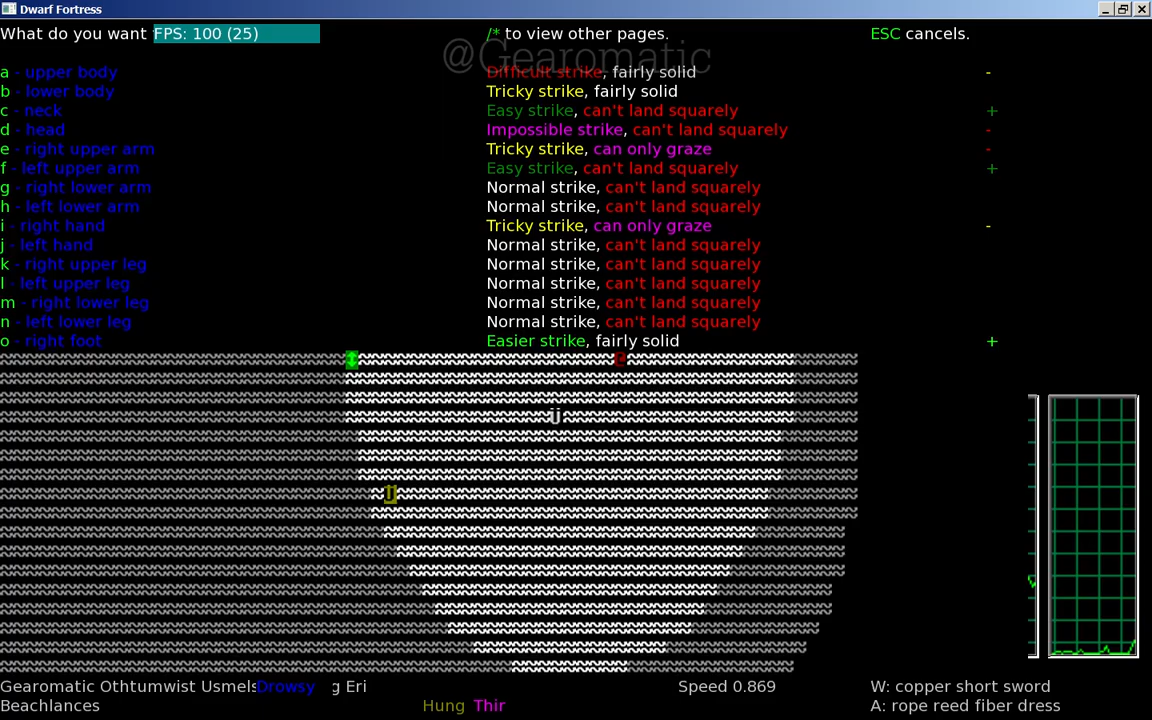 Dwarf Fortress
What do you want FPS: 100 (25) /* to view other pages. ESC cancels.
@Gearomatic
a - upper body Difficult strike, fairly solid -
b - lower body Tricky strike, fairly solid
c - neck Easy strike, can't land squarely +
d - head Impossible strike, can't land squarely -
e - right upper arm Tricky strike, can only graze -
f - left upper arm Easy strike, can't land squarely +
g - right lower arm Normal strike, can't land squarely
h - left lower arm Normal strike, can't land squarely
i - right hand Tricky strike, can only graze -
j - left hand Normal strike, can't land squarely
k - right upper leg Normal strike, can't land squarely
l - left upper leg Normal strike, can't land squarely
m - right lower leg Normal strike, can't land squarely
n - left lower leg Normal strike, can't land squarely
o - right foot Easier strike, fairly solid +
Gearomatic Othtumwist Usmels Drowsy g Eri Speed 0.869 W: copper short sword
Beachlances Hung Thir A: rope reed fiber dress